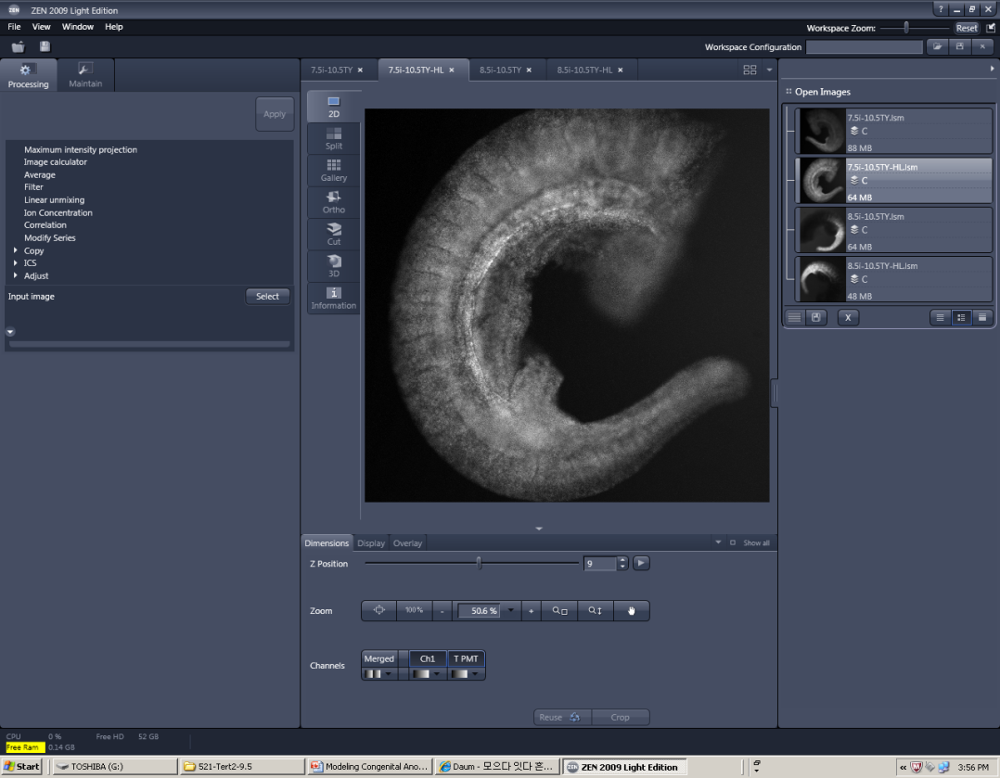 ZEN 2009 Light Edition
File View Window Help
Workspace Zoom: Reset
Workspace Configuration
Processing Maintain
7.5i-10.5TY 7.5i-10.5TY-HL 8.5i-10.5TY 8.5i-10.5TY-HL
Apply
Maximum intensity projection
Image calculator
Average
Filter
Linear unmixing
Ion Concentration
Correlation
Modify Series
Copy
ICS
Adjust
Input image Select
2D
Split
Gallery
Ortho
Cut
3D
Information
Open Images
7.5i-10.5TY.lsm
C
88 MB
7.5i-10.5TY-HL.lsm
C
64 MB
8.5i-10.5TY.lsm
C
64 MB
8.5i-10.5TY-HL.lsm
C
48 MB
X
Dimensions Display Overlay Show all
Z Position 9
Zoom 100% - 50.6 % +
Channels Merged Ch1 T PMT
Reuse Crop
CPU 0 % Free HD 52 GB
Free Ram 0.14 GB
Start TOSHIBA (G:) 521-Tert2-9.5 Modeling Congenital Ano... Daum - 모으다 잇다 흔... ZEN 2009 Light Edition « 3:56 PM